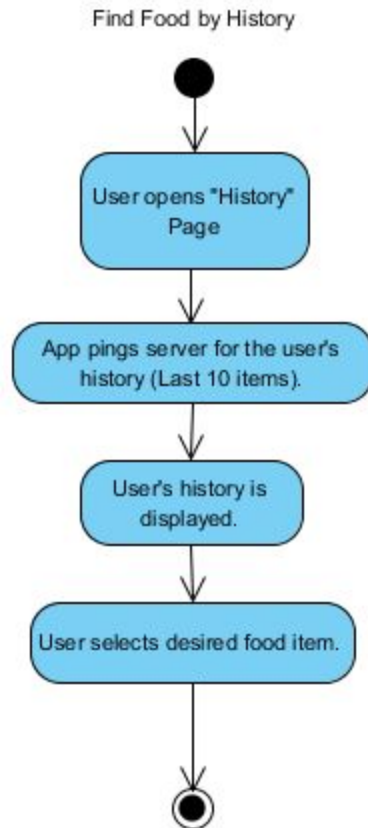 Find Food by History
User opens "History"
Page
App pings server for the user's
history (Last 10 items).
User's history is
displayed.
User selects desired food item.